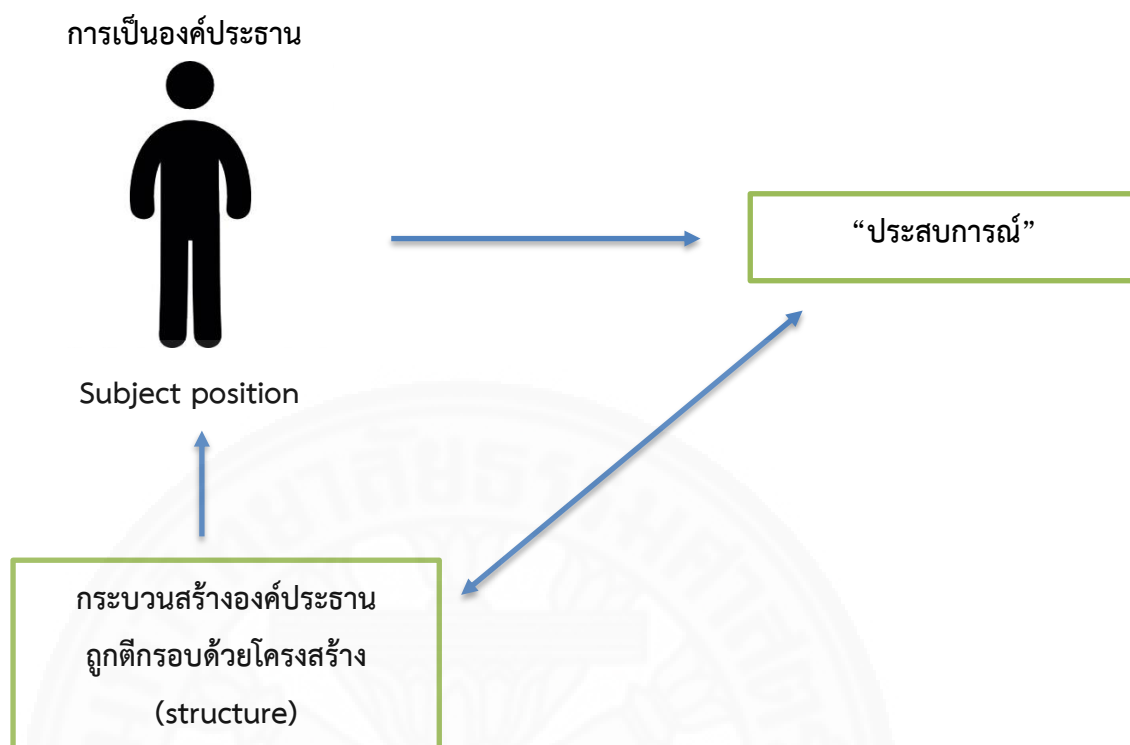 การเป็นองค์ประธาน
“ประสบการณ์”
Subject position
กระบวนสร้างองค์ประธาน
ถูกตีกรอบด้วยโครงสร้าง
(structure)